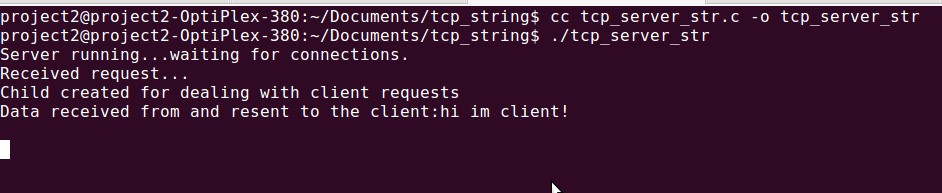 project2@project2-OptiPlex-380:~/Documents/tcp_string$ cc tcp_server_str.c -o tcp_server_str
project2@project2-OptiPlex-380:~/Documents/tcp_string$ ./tcp_server_str
Server running...waiting for connections.
Received request...
Child created for dealing with client requests
Data received from and resent to the client:hi im client!